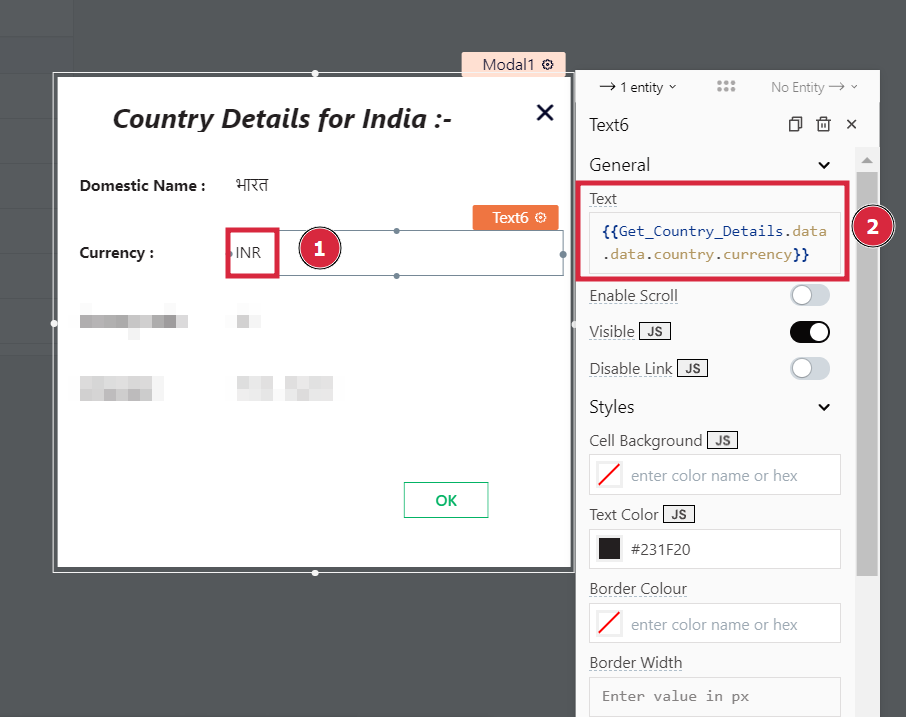 Modal1
Country Details for India :-
Domestic Name :
भारत
Text6
Currency :
INR
1
OK
1 entity
No Entity
Text6
General
Text
{{Get_Country_Details.data
.data.country.currency}}
2
Enable Scroll
Visible JS
Disable Link JS
Styles
Cell Background JS
enter color name or hex
Text Color JS
#231F20
Border Colour
enter color name or hex
Border Width
Enter value in px